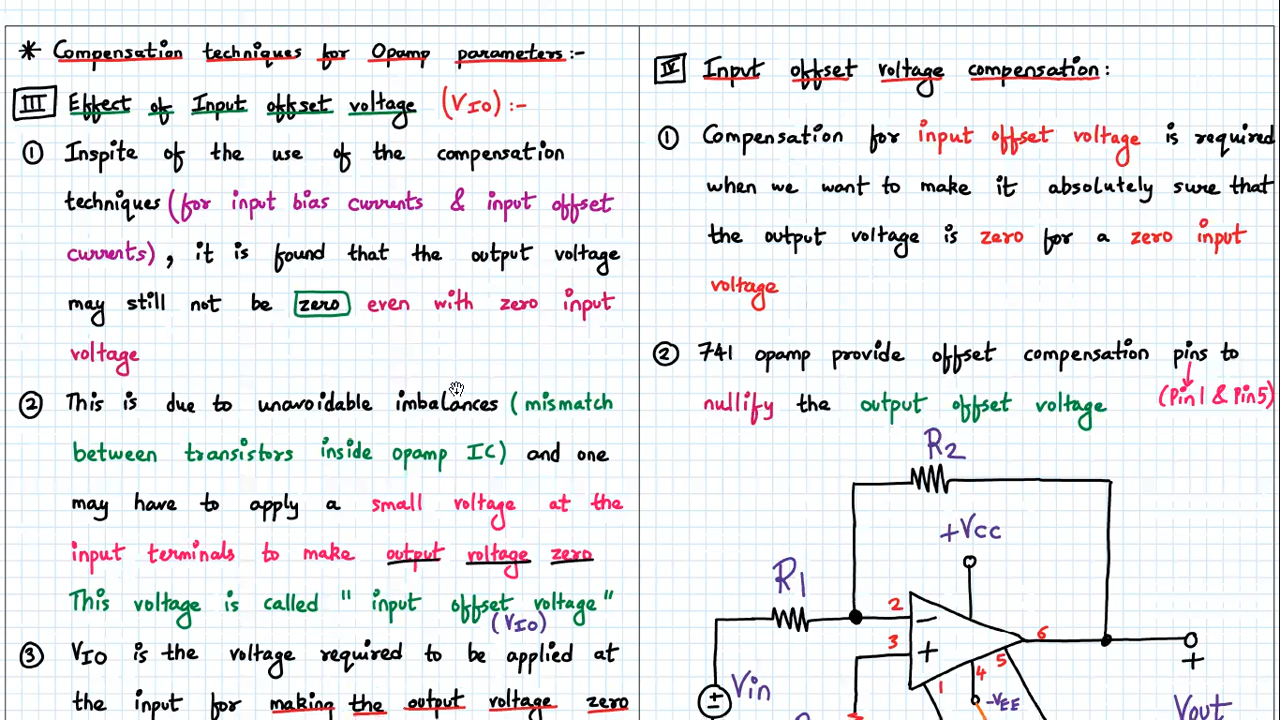 * Compensation techniques for Opamp parameters:-
III Effect of Input offset voltage (VIO):-
① Inspite of the use of the compensation
techniques (for input bias currents & input offset
currents), it is found that the output voltage
may still not be zero even with zero input
voltage
② This is due to unavoidable imbalances (mismatch
between transistors inside opamp IC) and one
may have to apply a small voltage at the
input terminals to make output voltage zero
This voltage is called "input offset voltage"
(VIO)
③ VIO is the voltage required to be applied at
the input for making the output voltage zero
IV Input offset voltage compensation:
① Compensation for input offset voltage is required
when we want to make it absolutely sure that
the output voltage is zero for a zero input
voltage
② 741 opamp provide offset compensation pins to
(Pin1 & Pin5)
nullify the output offset voltage
R2
+VCC
R1
2
3
6
5
4
1
-VEE
Vin
+
Vout